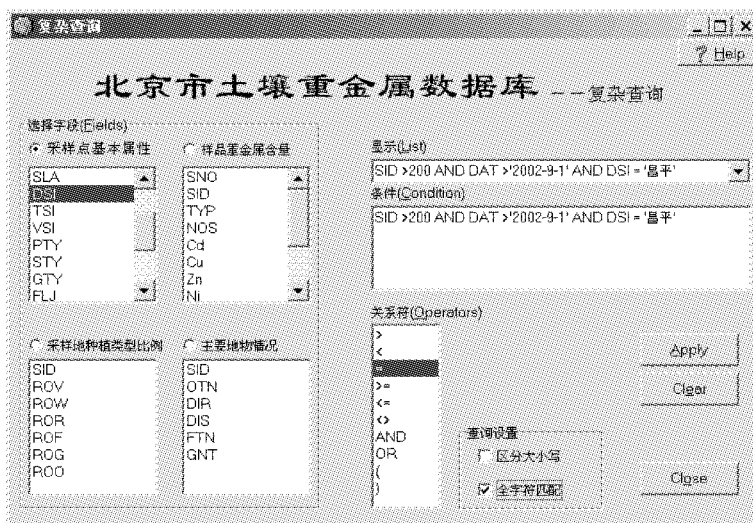 复杂查询
? Help
北京市土壤重金属数据库 --复杂查询
选择字段(Fields)
采样点基本属性
SLA
DSI
TSI
VSI
PTY
STY
GTY
FLJ
样品重金属含量
SNO
SID
TYP
NOS
Cd
Cu
Zn
Ni
采样地种植类型比例
SID
ROV
ROW
ROR
ROF
ROG
ROO
主要地物情况
SID
OTN
DIR
DIS
FTN
GNT
显示(List)
SID >200 AND DAT >'2002-9-1' AND DSI = '昌平'
条件(Condition)
SID >200 AND DAT >'2002-9-1' AND DSI = '昌平'
关系符(Operators)
>
<
=
>=
<=
<>
AND
OR
(
)
查询设置
区分大小写
全字符匹配
Apply
Clear
Close